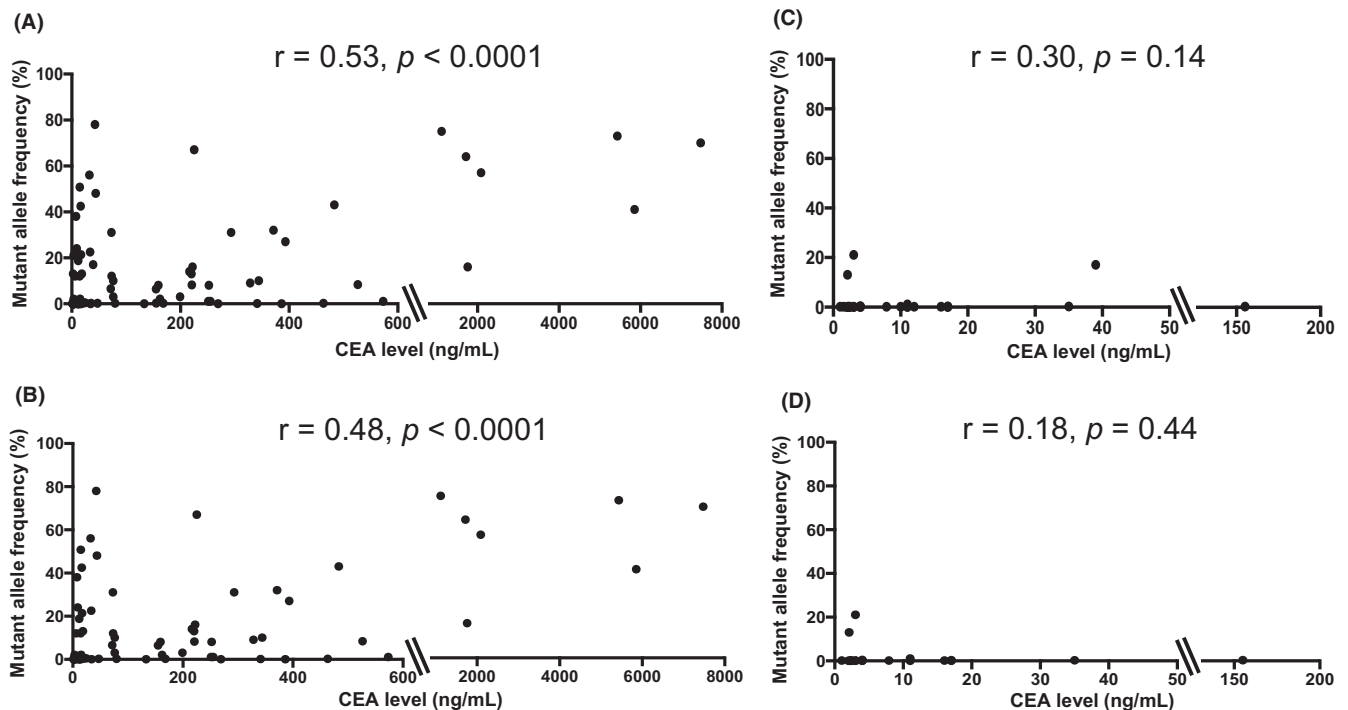 (A)
r = 0.53, p < 0.0001
Mutant allele frequency (%)
100
80
60
40
20
0
0 200 400 600 2000 4000 6000 8000
CEA level (ng/mL)
(B)
r = 0.48, p < 0.0001
Mutant allele frequency (%)
100
80
60
40
20
0
0 200 400 600 2000 4000 6000 8000
CEA level (ng/mL)
(C)
r = 0.30, p = 0.14
Mutant allele frequency (%)
100
80
60
40
20
0
0 10 20 30 40 50 150 200
CEA level (ng/mL)
(D)
r = 0.18, p = 0.44
Mutant allele frequency (%)
100
80
60
40
20
0
0 10 20 30 40 50 150 200
CEA level (ng/mL)